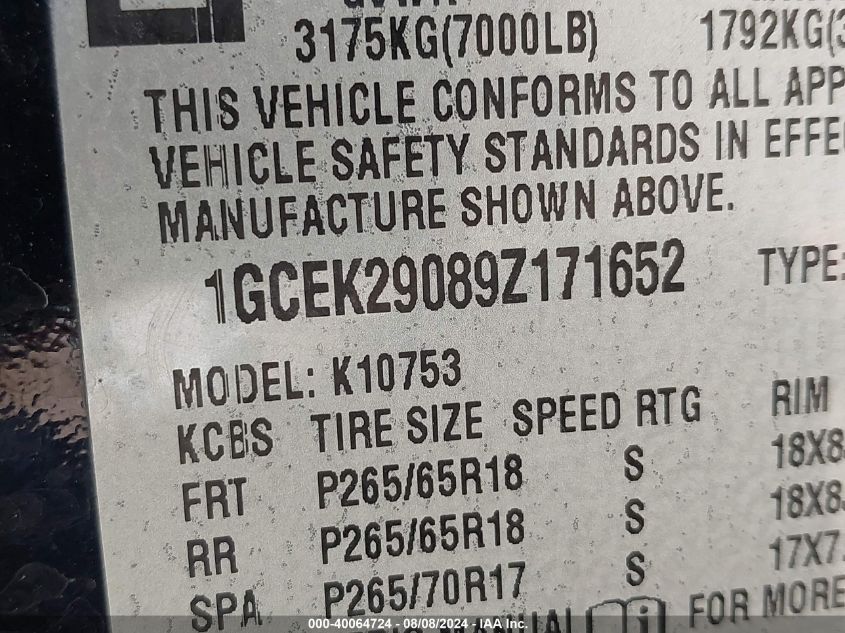 3175KG(7000LB) 1792KG(3
THIS VEHICLE CONFORMS TO ALL APP
VEHICLE SAFETY STANDARDS IN EFFE
MANUFACTURE SHOWN ABOVE.
1GCEK29089Z171652 TYPE:
MODEL: K10753
KCBS TIRE SIZE SPEED RTG RIM
FRT P265/65R18 S 18X8
RR P265/65R18 S 18X8
SPA P265/70R17 S 17X7.
MANUAL i FOR MORE
000-40064724 - 08/08/2024 - IAA Inc.